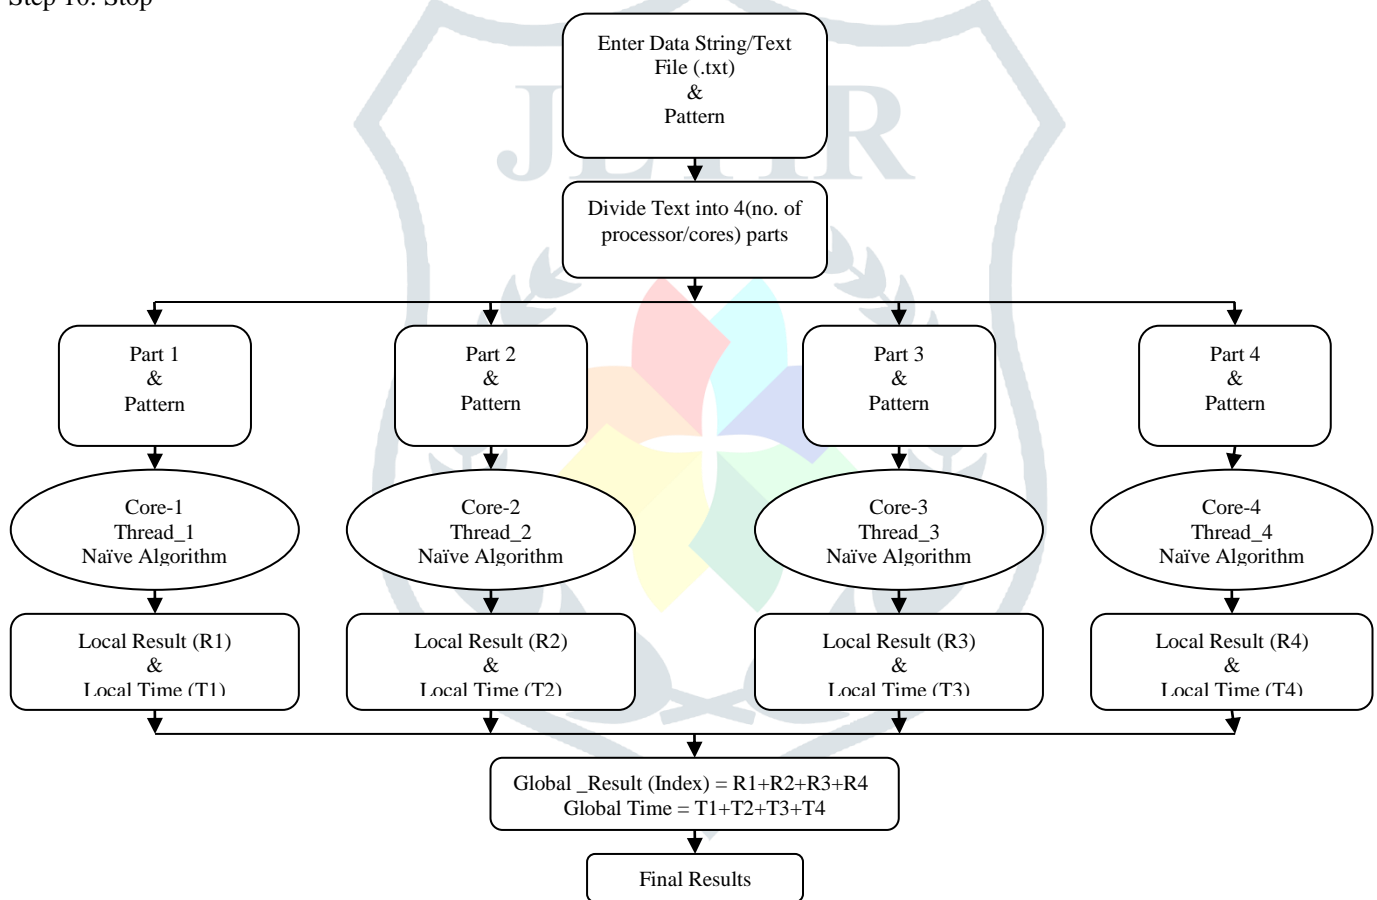 Step 10: Stop
Enter Data String/Text
File (.txt)
&
Pattern
Divide Text into 4(no. of
processor/cores) parts
Part 1
&
Pattern
Part 2
&
Pattern
Part 3
&
Pattern
Part 4
&
Pattern
Core-1
Thread_1
Naïve Algorithm
Core-2
Thread_2
Naïve Algorithm
Core-3
Thread_3
Naïve Algorithm
Core-4
Thread_4
Naïve Algorithm
Local Result (R1)
&
Local Time (T1)
Local Result (R2)
&
Local Time (T2)
Local Result (R3)
&
Local Time (T3)
Local Result (R4)
&
Local Time (T4)
Global _Result (Index) = R1+R2+R3+R4
Global Time = T1+T2+T3+T4
Final Results
JETIR